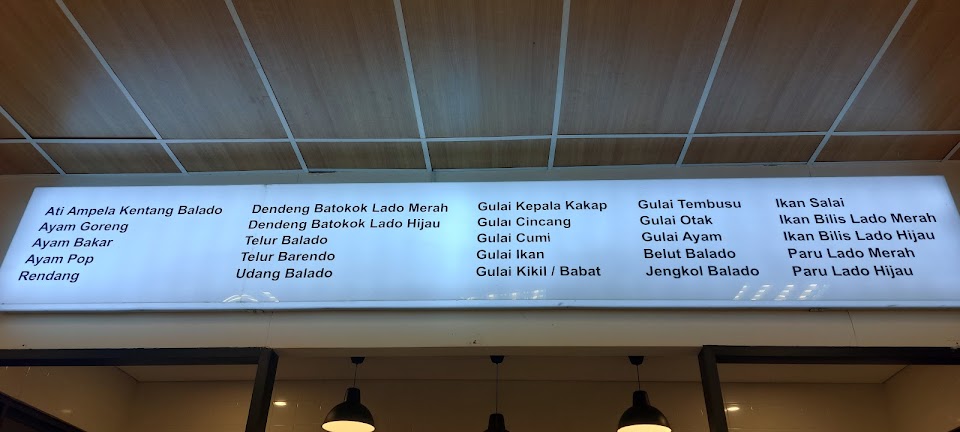 Ati Ampela Kentang Balado
Ayam Goreng
Ayam Bakar
Ayam Pop
Rendang
Dendeng Batokok Lado Merah
Dendeng Batokok Lado Hijau
Telur Balado
Telur Barendo
Udang Balado
Gulai Kepala Kakap
Gulai Cincang
Gulai Cumi
Gulai Ikan
Gulai Kikil / Babat
Gulai Tembusu
Gulai Otak
Gulai Ayam
Belut Balado
Jengkol Balado
Ikan Salai
Ikan Bilis Lado Merah
Ikan Bilis Lado Hijau
Paru Lado Merah
Paru Lado Hijau